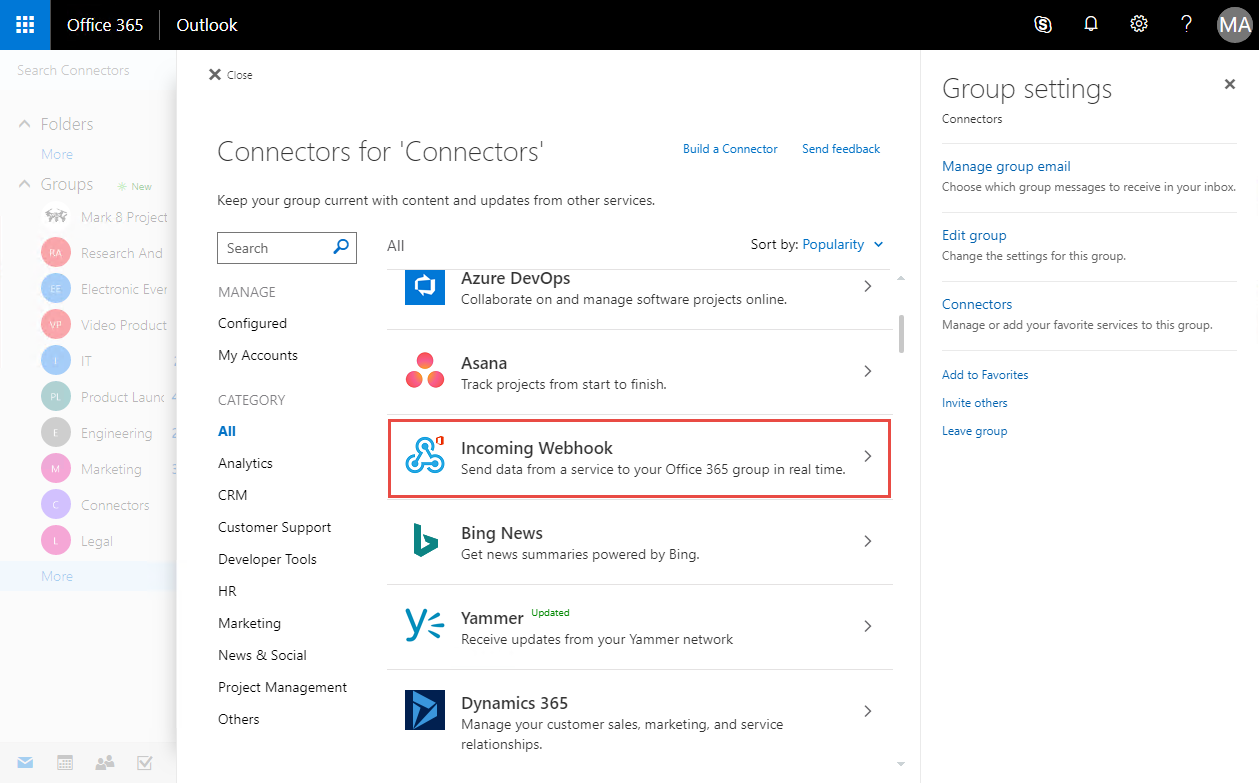 Office 365
Outlook
MA
Search Connectors
Folders
More
Groups
New
Mark 8 Project
RA
Research And
EE
Electronic Ever
VP
Video Product
I
IT
2
PL
Product Launc
4
E
Engineering
2
M
Marketing
3
C
Connectors
L
Legal
More
Close
Connectors for 'Connectors'
Build a Connector
Send feedback
Keep your group current with content and updates from other services.
Search
MANAGE
Configured
My Accounts
CATEGORY
All
Analytics
CRM
Customer Support
Developer Tools
HR
Marketing
News & Social
Project Management
Others
All
Sort by: Popularity
Azure DevOps
Collaborate on and manage software projects online.
Asana
Track projects from start to finish.
Incoming Webhook
Send data from a service to your Office 365 group in real time.
Bing News
Get news summaries powered by Bing.
Yammer Updated
Receive updates from your Yammer network
Dynamics 365
Manage your customer sales, marketing, and service
relationships.
Group settings
Connectors
Manage group email
Choose which group messages to receive in your inbox.
Edit group
Change the settings for this group.
Connectors
Manage or add your favorite services to this group.
Add to Favorites
Invite others
Leave group